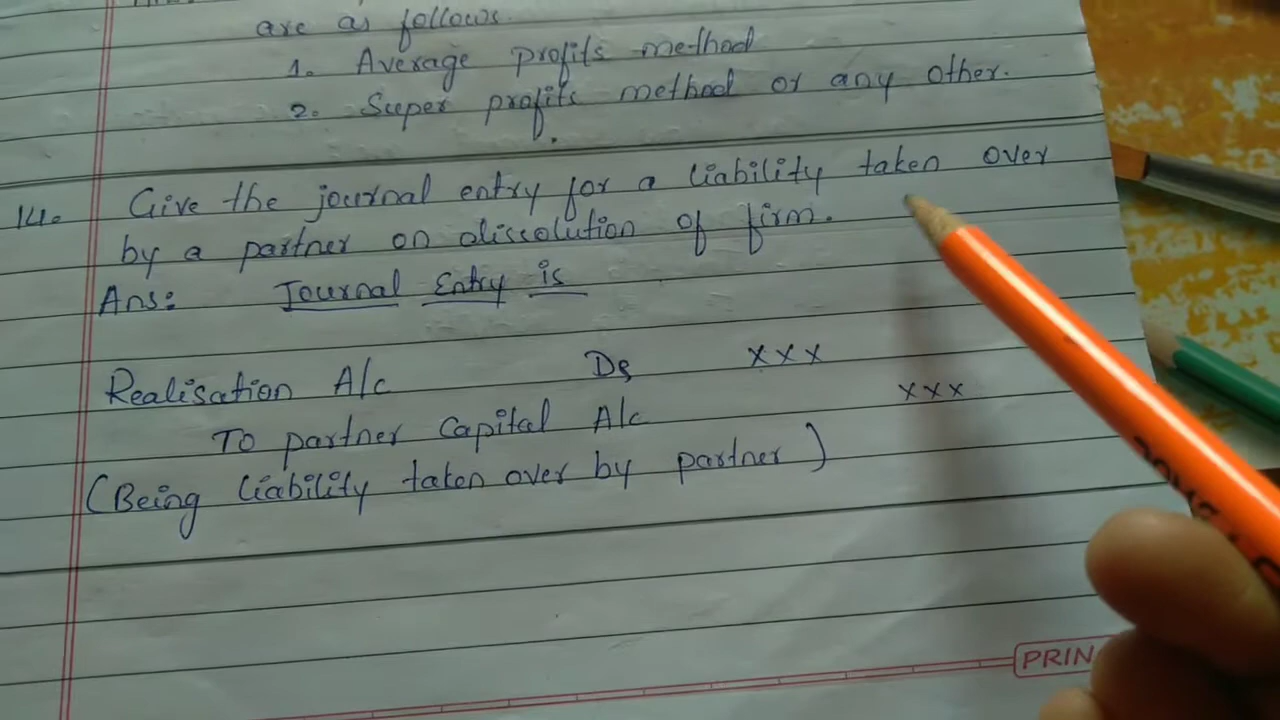 are as follows.
1. Average profits method
2. Super profits method or any other.
14. Give the journal entry for a liability taken over
by a partner on dissolution of firm.
Ans: Journal Entry is
Realisation A/c Dr xxx
To partner capital A/c xxx
(Being liability taken over by partner)
PRIN